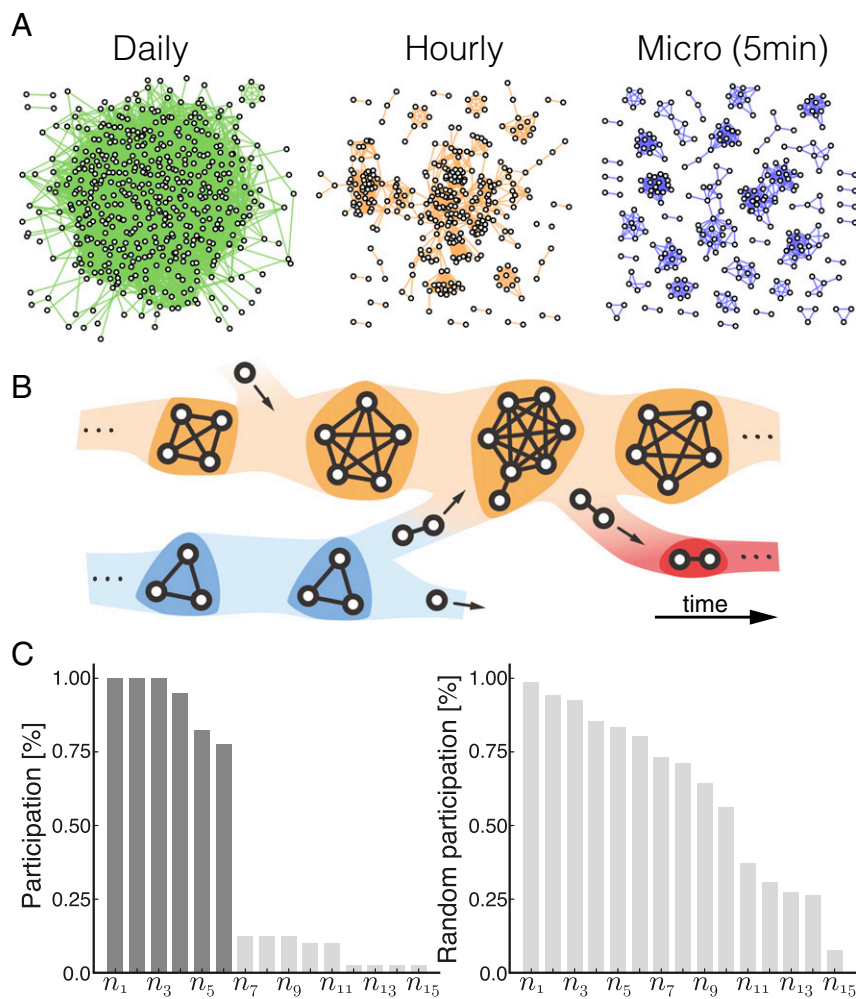 A
Daily
Hourly
Micro (5min)
B
...
...
...
...
time
C
Participation [%]
1.00
0.75
0.50
0.25
0.0
n1 n3 n5 n7 n9 n11 n13 n15
Random participation [%]
1.00
0.75
0.50
0.25
0.0
n1 n3 n5 n7 n9 n11 n13 n15